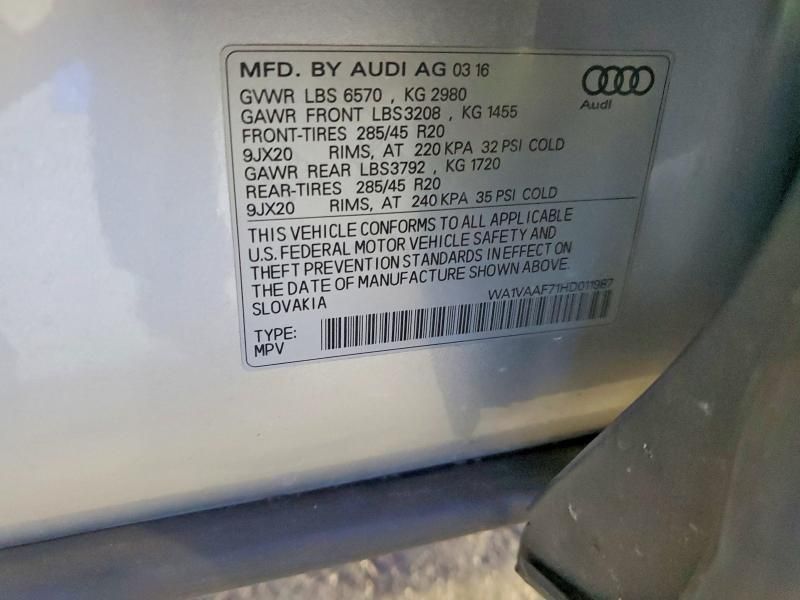 MFD. BY AUDI AG 03 16
GVWR LBS 6570 , KG 2980
GAWR FRONT LBS3208 , KG 1455
FRONT-TIRES 285/45 R20
9JX20 RIMS, AT 220 KPA 32 PSI COLD
GAWR REAR LBS3792 , KG 1720
REAR-TIRES 285/45 R20
9JX20 RIMS, AT 240 KPA 35 PSI COLD
Audi
THIS VEHICLE CONFORMS TO ALL APPLICABLE
U.S. FEDERAL MOTOR VEHICLE SAFETY AND
THEFT PREVENTION STANDARDS IN EFFECT ON
THE DATE OF MANUFACTURE SHOWN ABOVE.
SLOVAKIA
WA1VAAF71HD011987
TYPE:
MPV